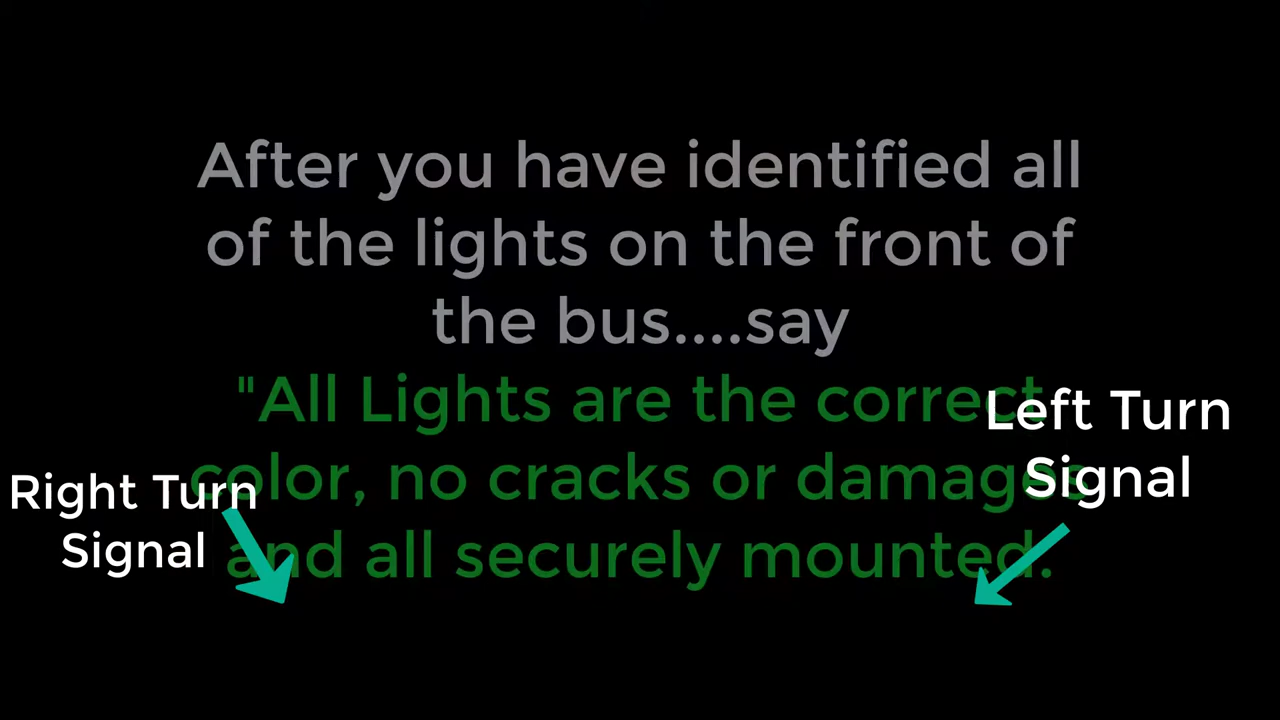 After you have identified all
of the lights on the front of
the bus....say
"All Lights are the correct
color, no cracks or damages
and all securely mounted.
Left Turn
Signal
Right Turn
Signal